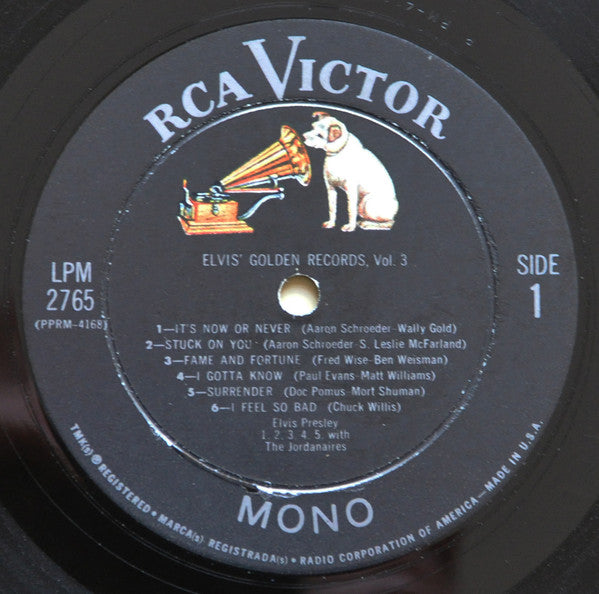 RCA VICTOR
ELVIS' GOLDEN RECORDS, Vol. 3
LPM
2765
(PPRM-4168)
SIDE
1
1—IT'S NOW OR NEVER (Aaron Schroeder-Wally Gold)
2—STUCK ON YOU (Aaron Schroeder-S. Leslie McFarland)
3—FAME AND FORTUNE (Fred Wise-Ben Weisman)
4—I GOTTA KNOW (Paul Evans-Matt Williams)
5—SURRENDER (Doc Pomus-Mort Shuman)
6—I FEEL SO BAD (Chuck Willis)
Elvis Presley
1, 2, 3, 4, 5, with
The Jordanaires
MONO
TMK(s) ® REGISTERED • MARCA(s) REGISTRADA(s) • RADIO CORPORATION OF AMERICA—MADE IN U.S.A.